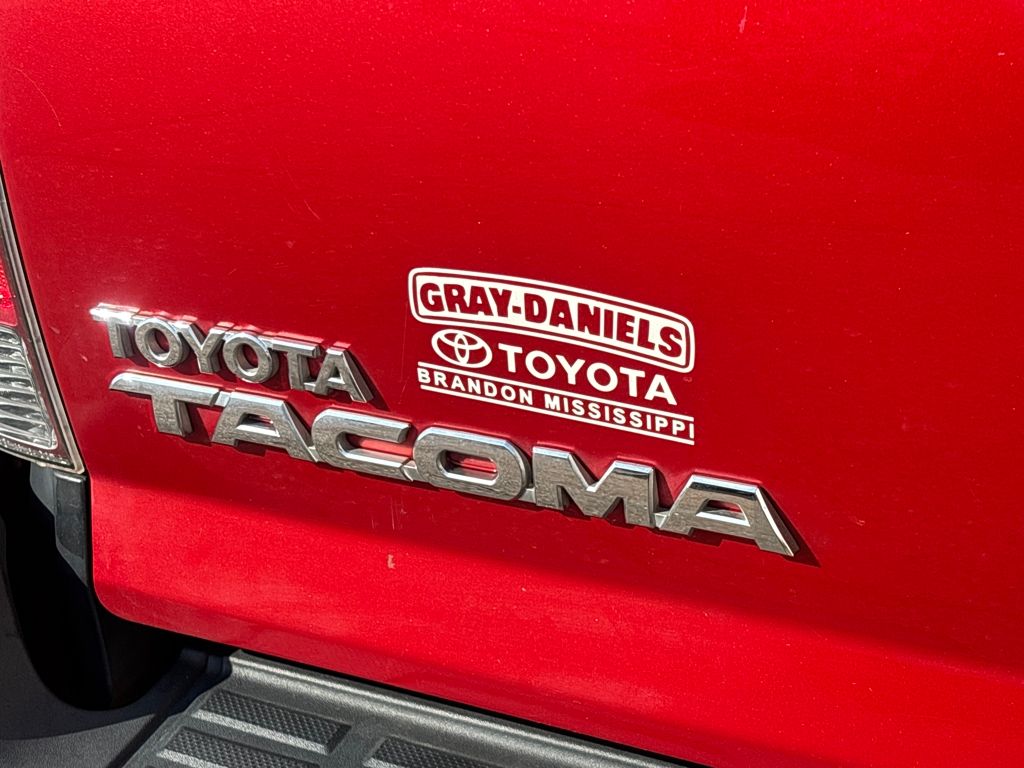 TOYOTA
TACOMA
GRAY-DANIELS
TOYOTA
BRANDON MISSISSIPPI